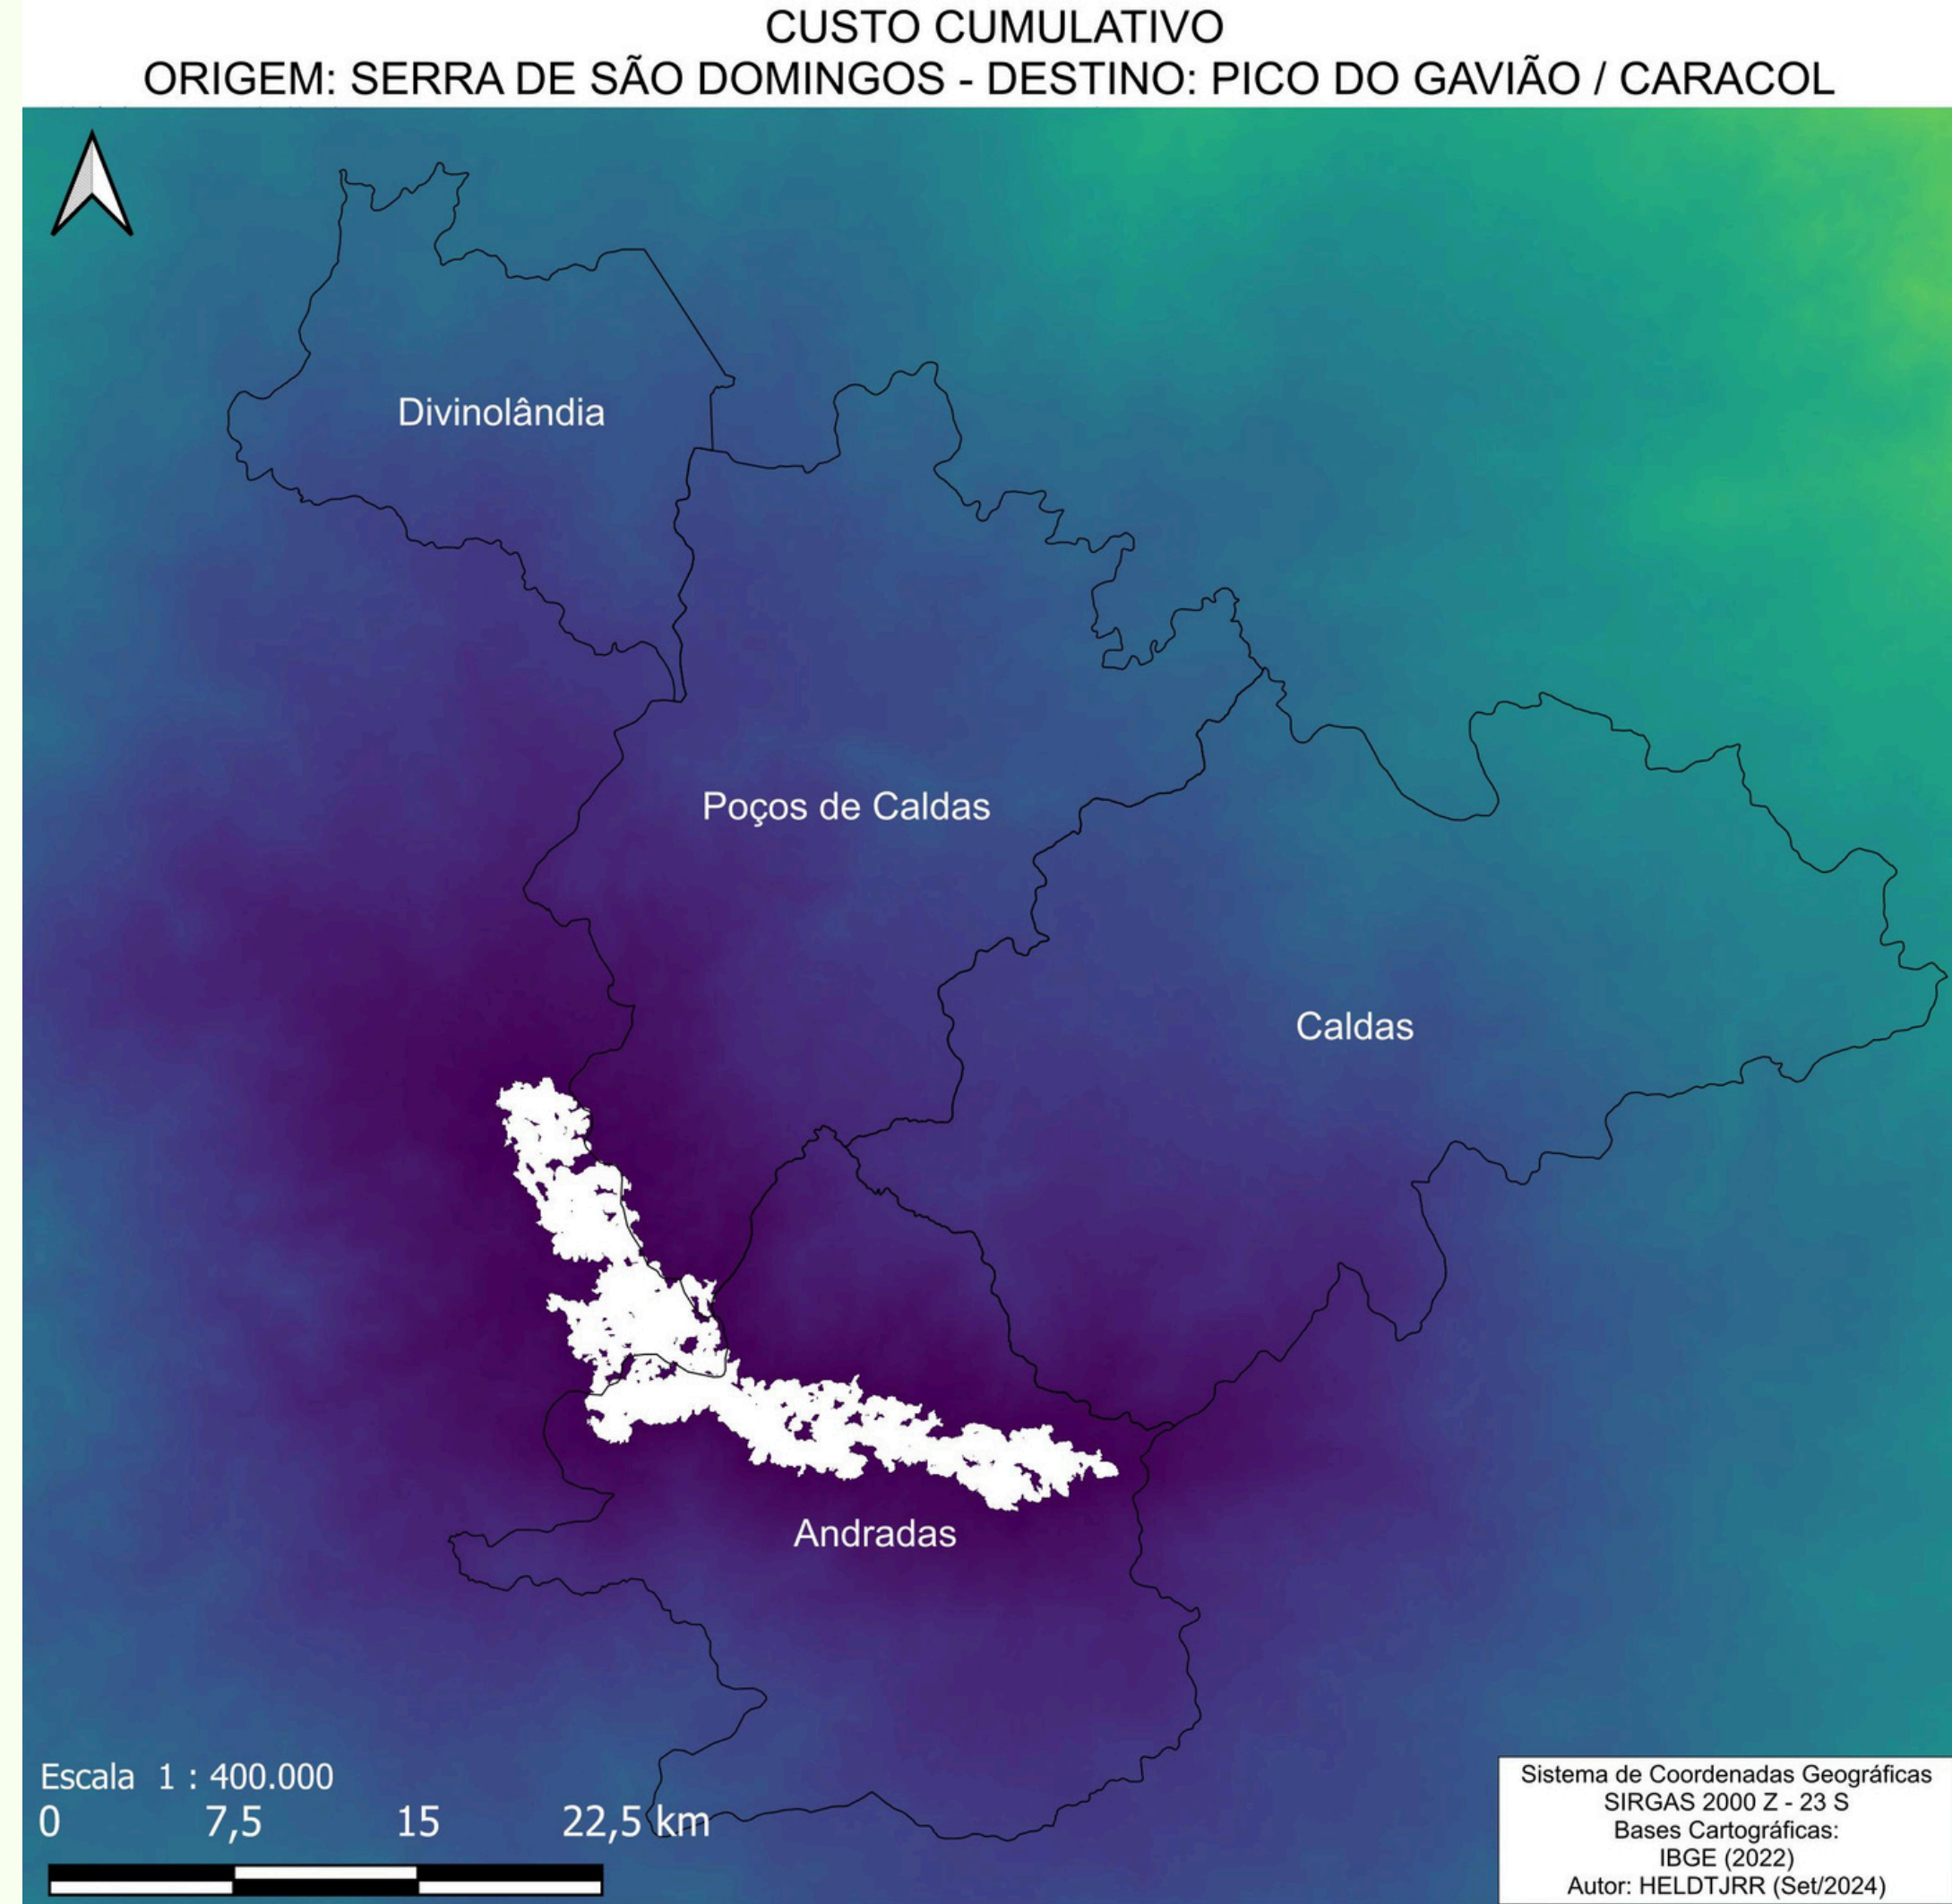 CUSTO CUMULATIVO
ORIGEM: SERRA DE SÃO DOMINGOS - DESTINO: PICO DO GAVIÃO / CARACOL
Divinolândia
Poços de Caldas
Caldas
Andradas
Escala 1 : 400.000
0 7,5 15 22,5 km
Sistema de Coordenadas Geográficas
SIRGAS 2000 Z - 23 S
Bases Cartográficas:
IBGE (2022)
Autor: HELDTJRR (Set/2024)